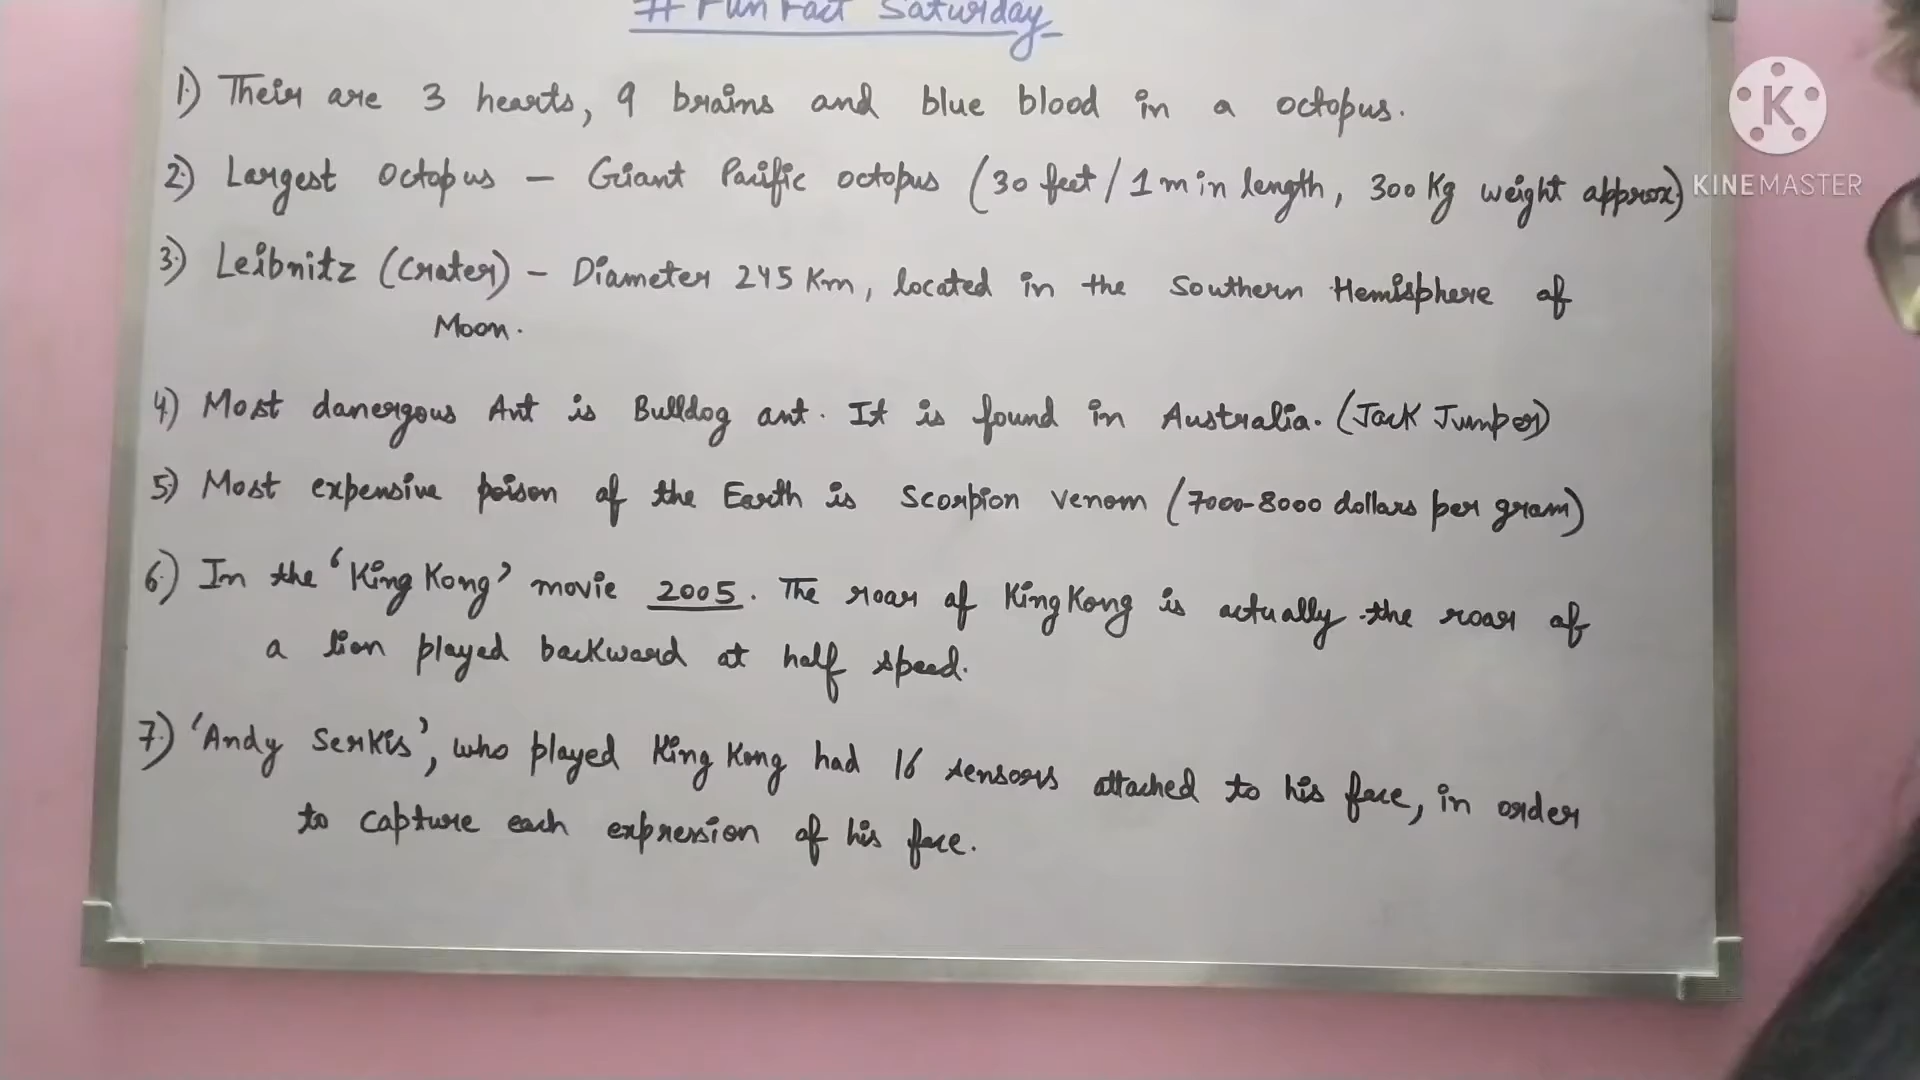 # Fun Fact Saturday
1) Their are 3 hearts, 9 brains and blue blood in a octopus.
2) Largest Octopus – Giant Pacific octopus (30 feet/1m in length, 300 Kg weight approx)
3) Leibnitz (Crater) – Diameter 245 Km, located in the Southern Hemisphere of
Moon.
4) Most danergous Ant is Bulldog ant. It is found in Australia. (Jack Jumper)
5) Most expensive poison of the Earth is Scorpion venom (7000-8000 dollars per gram)
6) In the ‘King Kong’ movie 2005. The roar of King Kong is actually the roar of
a lion played backward at half speed.
7) ‘Andy Serkis’, who played King Kong had 16 sensors attached to his face, in order
to capture each expression of his face.
K
KINEMASTER